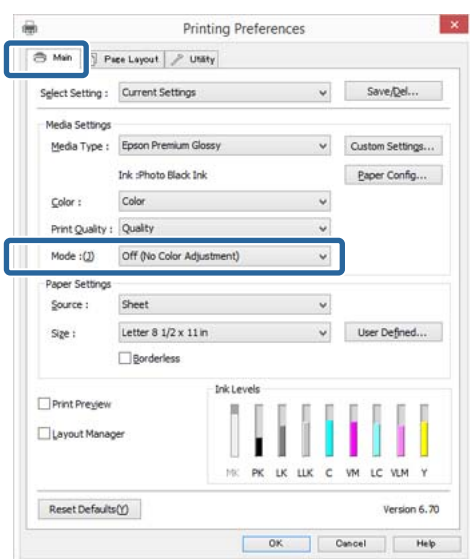 Printing Preferences
Main Page Layout Utility
Select Setting : Current Settings Save/Del...
Media Settings
Media Type : Epson Premium Glossy Custom Settings...
Ink :Photo Black Ink Paper Config...
Color : Color
Print Quality : Quality
Mode :(J) Off (No Color Adjustment)
Paper Settings
Source : Sheet
Size : Letter 8 1/2 x 11 in User Defined...
Borderless
Ink Levels
Print Preview
Layout Manager
MK PK LK LLK C VM LC VLM Y
Reset Defaults(Y) Version 6.70
OK Cancel Help